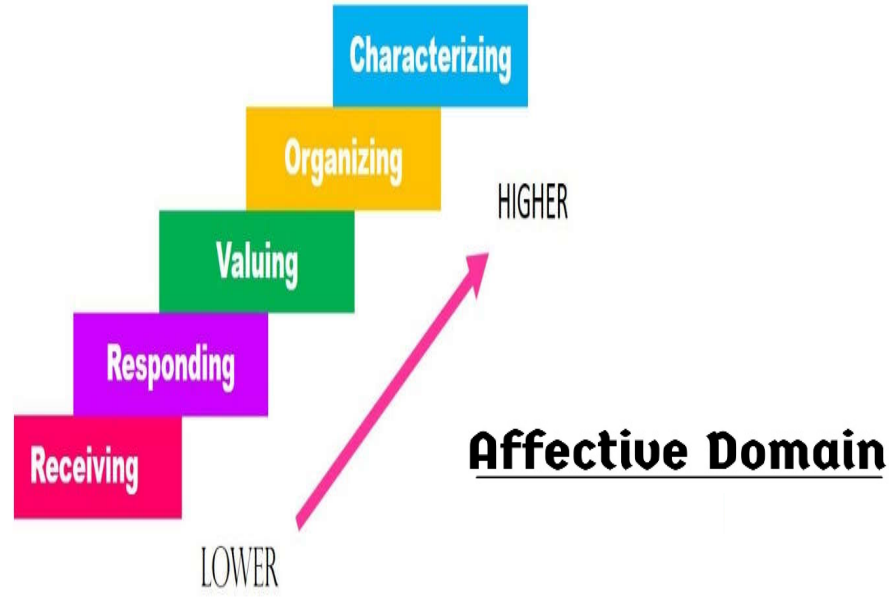 Characterizing
Organizing
HIGHER
Valuing
Responding
Affective Domain
Receiving
LOWER